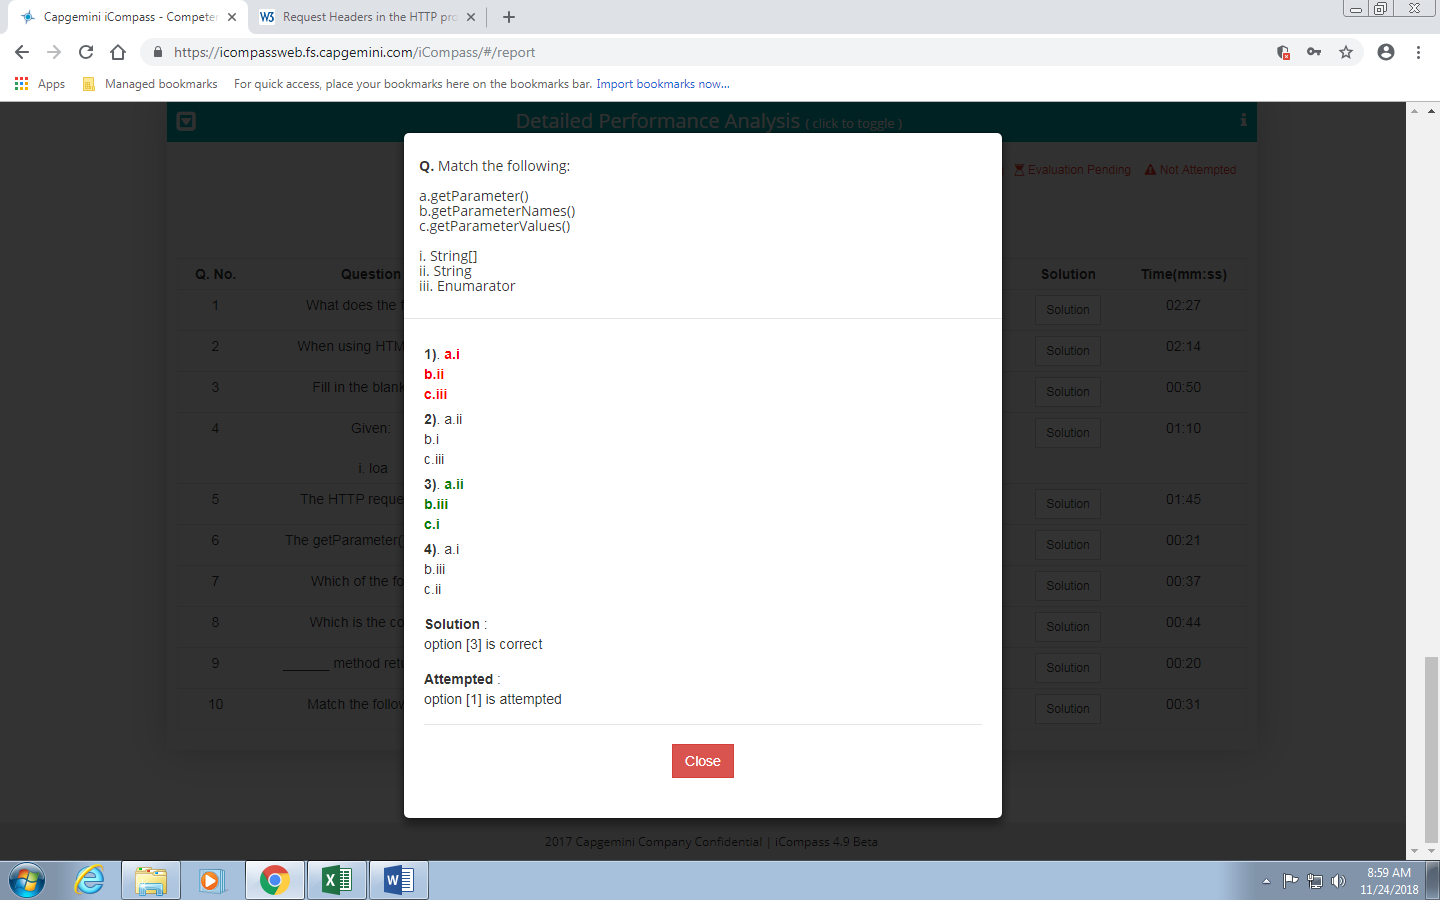 Capgemini iCompass - Competen
Request Headers in the HTTP pro
https://icompassweb.fs.capgemini.com/iCompass/#/report
Apps
Managed bookmarks
For quick access, place your bookmarks here on the bookmarks bar. Import bookmarks now...
Detailed Performance Analysis ( click to toggle )
Evaluation Pending
Not Attempted
Q. No.
Question
Solution
Time(mm:ss)
1
What does the
Solution
02:27
2
When using HTM
Solution
02:14
3
Fill in the blank
Solution
00:50
4
Given:
i. loa
Solution
01:10
5
The HTTP reque
Solution
01:45
6
The getParameter(
Solution
00:21
7
Which of the fo
Solution
00:37
8
Which is the co
Solution
00:44
9
______ method retu
Solution
00:20
10
Match the follow
Solution
00:31
Q. Match the following:
a.getParameter()
b.getParameterNames()
c.getParameterValues()
i. String[]
ii. String
iii. Enumarator
1). a.i
b.ii
c.iii
2). a.ii
b.i
c.iii
3). a.ii
b.iii
c.i
4). a.i
b.iii
c.ii
Solution :
option [3] is correct
Attempted :
option [1] is attempted
Close
2017 Capgemini Company Confidential | iCompass 4.9 Beta
8:59 AM
11/24/2018